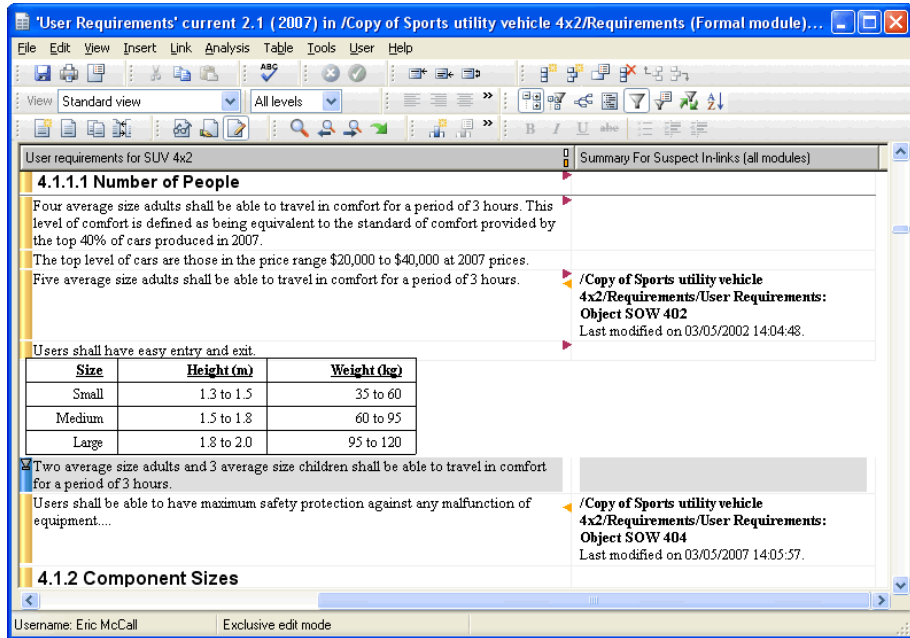 'User Requirements' current 2.1 (2007) in /Copy of Sports utility vehicle 4x2/Requirements (Formal module)...
File Edit View Insert Link Analysis Table Tools User Help
ABC
View Standard view All levels
B I U abc
User requirements for SUV 4x2 Summary For Suspect In-links (all modules)
4.1.1.1 Number of People
Four average size adults shall be able to travel in comfort for a period of 3 hours. This
level of comfort is defined as being equivalent to the standard of comfort provided by
the top 40% of cars produced in 2007.
The top level of cars are those in the price range $20,000 to $40,000 at 2007 prices.
Five average size adults shall be able to travel in comfort for a period of 3 hours.
/Copy of Sports utility vehicle
4x2/Requirements/User Requirements:
Object SOW 402
Last modified on 03/05/2002 14:04:48.
Users shall have easy entry and exit.
Size Height (m) Weight (kg)
Small 1.3 to 1.5 35 to 60
Medium 1.5 to 1.8 60 to 95
Large 1.8 to 2.0 95 to 120
Two average size adults and 3 average size children shall be able to travel in comfort
for a period of 3 hours.
Users shall be able to have maximum safety protection against any malfunction of
equipment....
/Copy of Sports utility vehicle
4x2/Requirements/User Requirements:
Object SOW 404
Last modified on 03/05/2007 14:05:57.
4.1.2 Component Sizes
Username: Eric McCall Exclusive edit mode